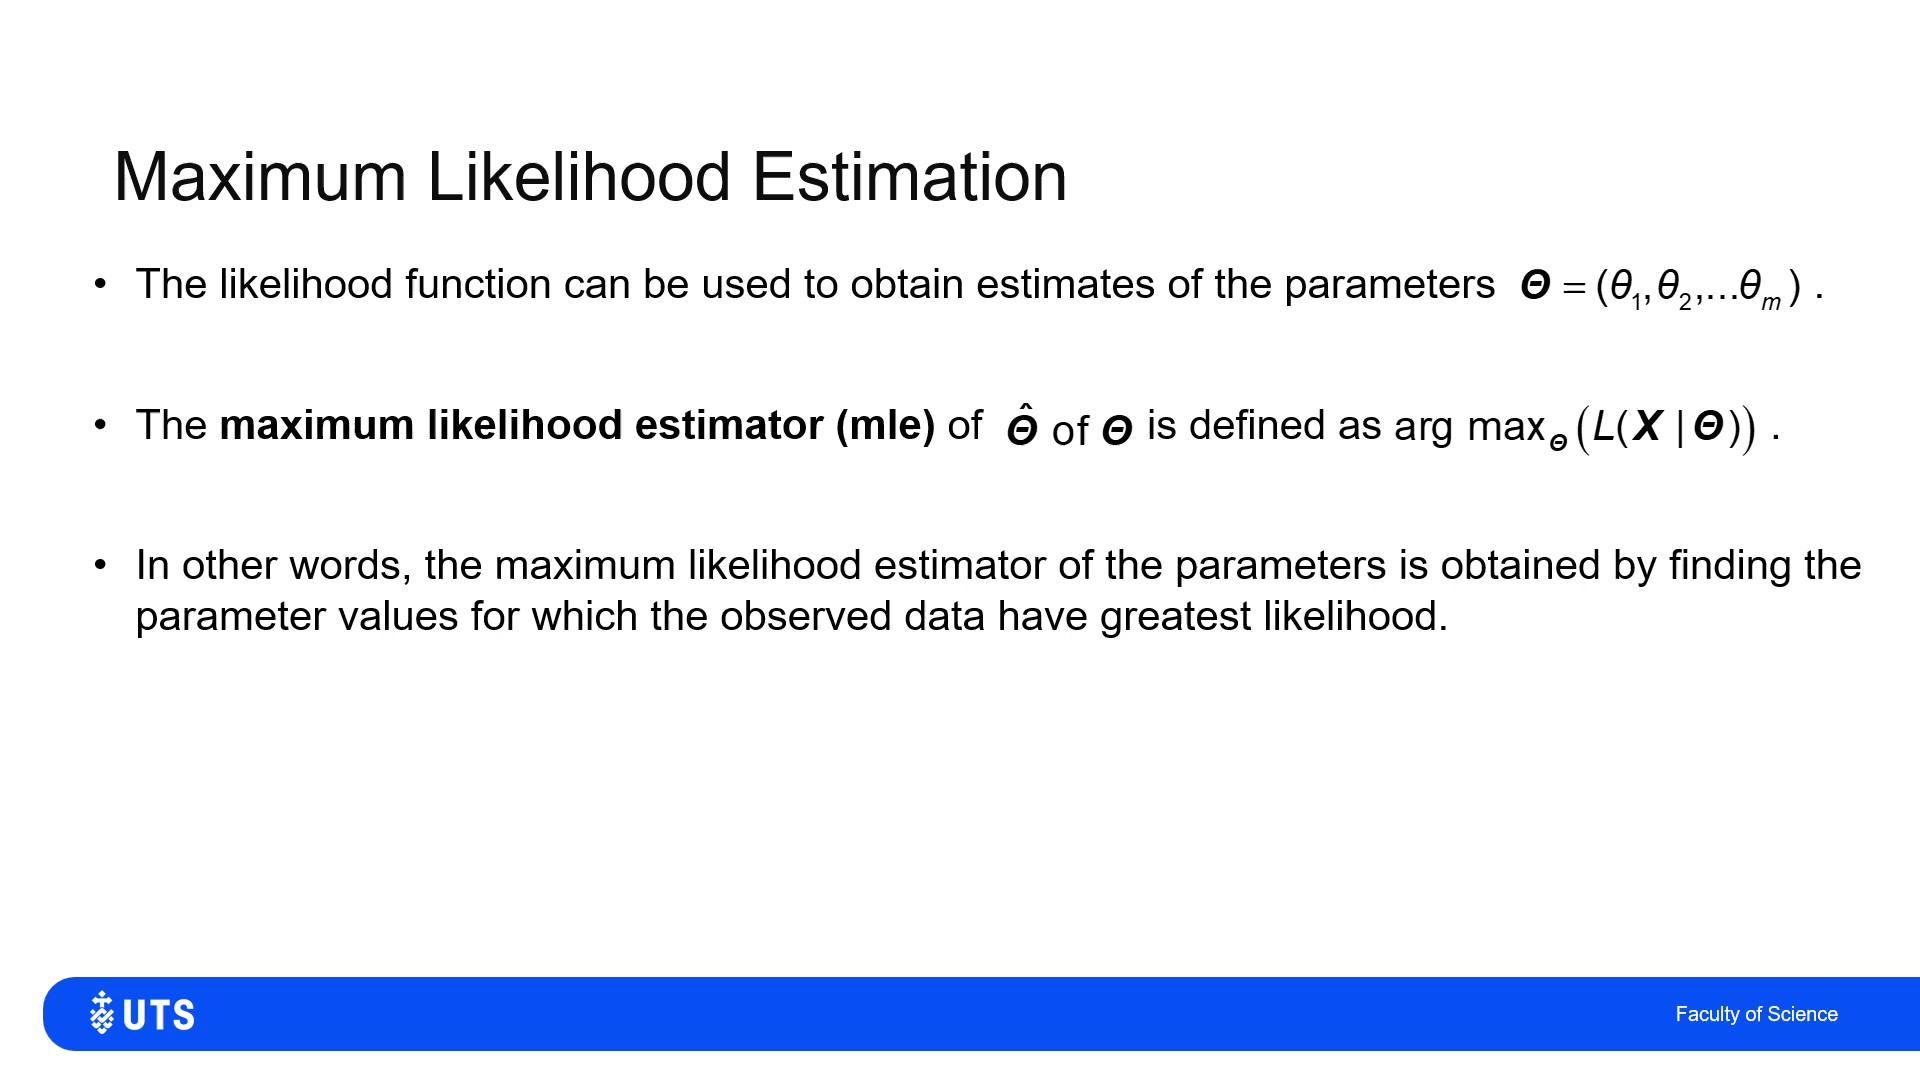 Maximum Likelihood Estimation
• The likelihood function can be used to obtain estimates of the parameters Θ = (θ₁,θ₂,...θₘ) .
• The maximum likelihood estimator (mle) of Θ̂ of Θ is defined as arg max_Θ (L(X | Θ)) .
• In other words, the maximum likelihood estimator of the parameters is obtained by finding the
parameter values for which the observed data have greatest likelihood.
UTS
Faculty of Science